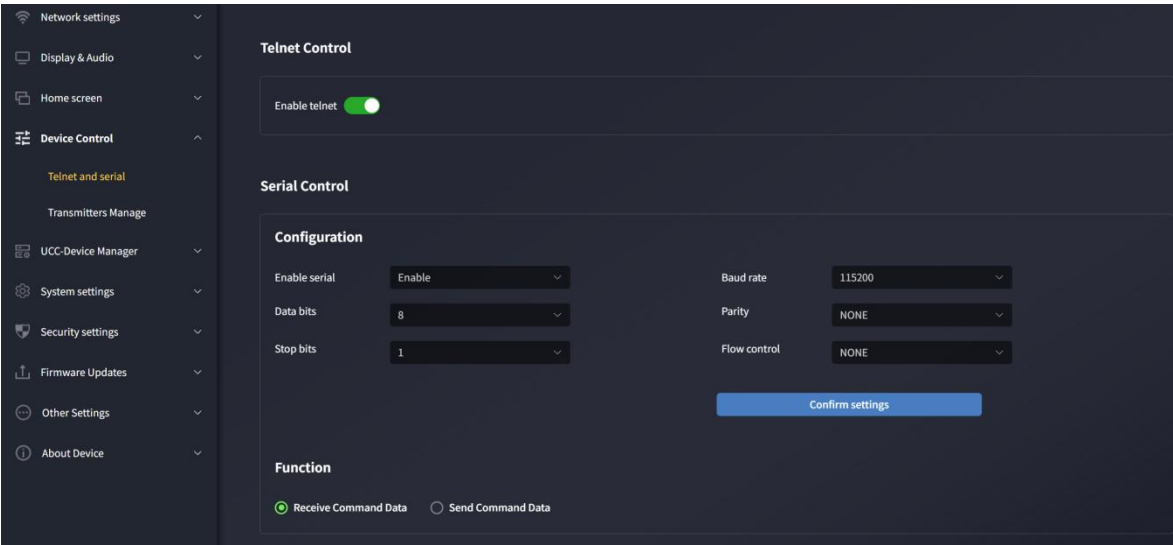 Network settings
Display & Audio
Home screen
Device Control
Telnet and serial
Transmitters Manage
UCC-Device Manager
System settings
Security settings
Firmware Updates
Other Settings
About Device
Telnet Control
Enable telnet
Serial Control
Configuration
Enable serial Enable Baud rate 115200
Data bits 8 Parity NONE
Stop bits 1 Flow control NONE
Confirm settings
Function
Receive Command Data Send Command Data